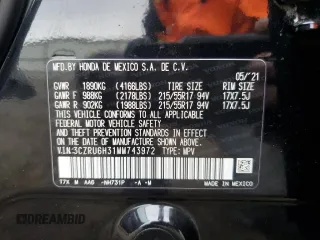 MFD.BY HONDA DE MEXICO S.A. DE C.V.
05/'21
GVWR 1890KG (4166LBS) TIRE SIZE RIM SIZE
GAWR F 988KG (2178LBS) 215/55R17 94V 17X7.5J
GAWR R 902KG (1988LBS) 215/55R17 94V 17X7.5J
THIS VEHICLE CONFORMS TO ALL APPLICABLE
FEDERAL MOTOR VEHICLE SAFETY AND
THEFT PREVENTION STANDARDS IN EFFECT ON
THE DATE OF MANUFACTURE SHOWN ABOVE.
V.I.N:3CZRU6H31MM743972 TYPE: MPV
T7X M AA6 -NH731P -A -M
MADE IN
MEXICO